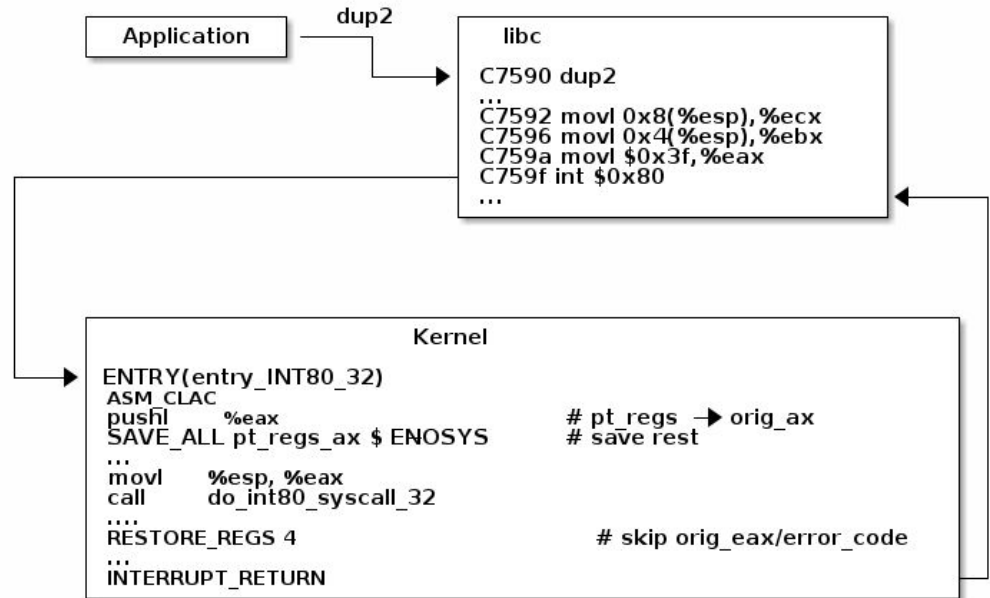 dup2
Application
libc
C7590 dup2
...
C7592 movl 0x8(%esp),%ecx
C7596 movl 0x4(%esp),%ebx
C759a movl $0x3f,%eax
C759f int $0x80
...
Kernel
ENTRY(entry_INT80_32)
ASM_CLAC
pushl %eax # pt_regs → orig_ax
SAVE_ALL pt_regs_ax $ ENOSYS # save rest
...
movl %esp, %eax
call do_int80_syscall_32
....
RESTORE_REGS 4 # skip orig_eax/error_code
...
INTERRUPT_RETURN